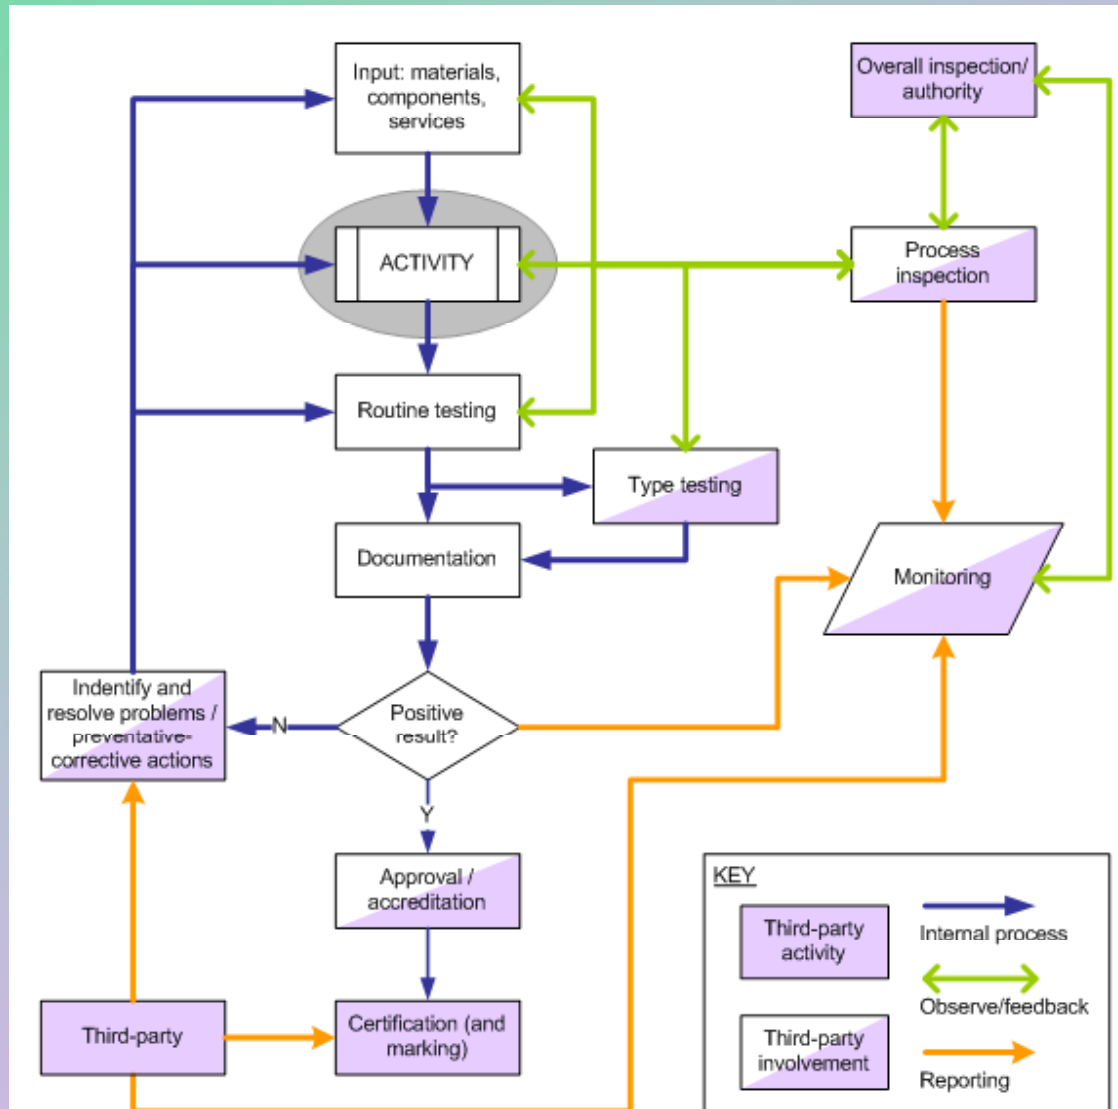 Input: materials,
components,
services
Overall inspection/
authority
ACTIVITY
Process
inspection
Routine testing
Type testing
Documentation
Monitoring
Indentify and
resolve problems /
preventative-
corrective actions
N
Positive
result?
Y
Approval /
accreditation
Third-party
Certification (and
marking)
KEY
Third-party
activity
Internal process
Observe/feedback
Third-party
involvement
Reporting